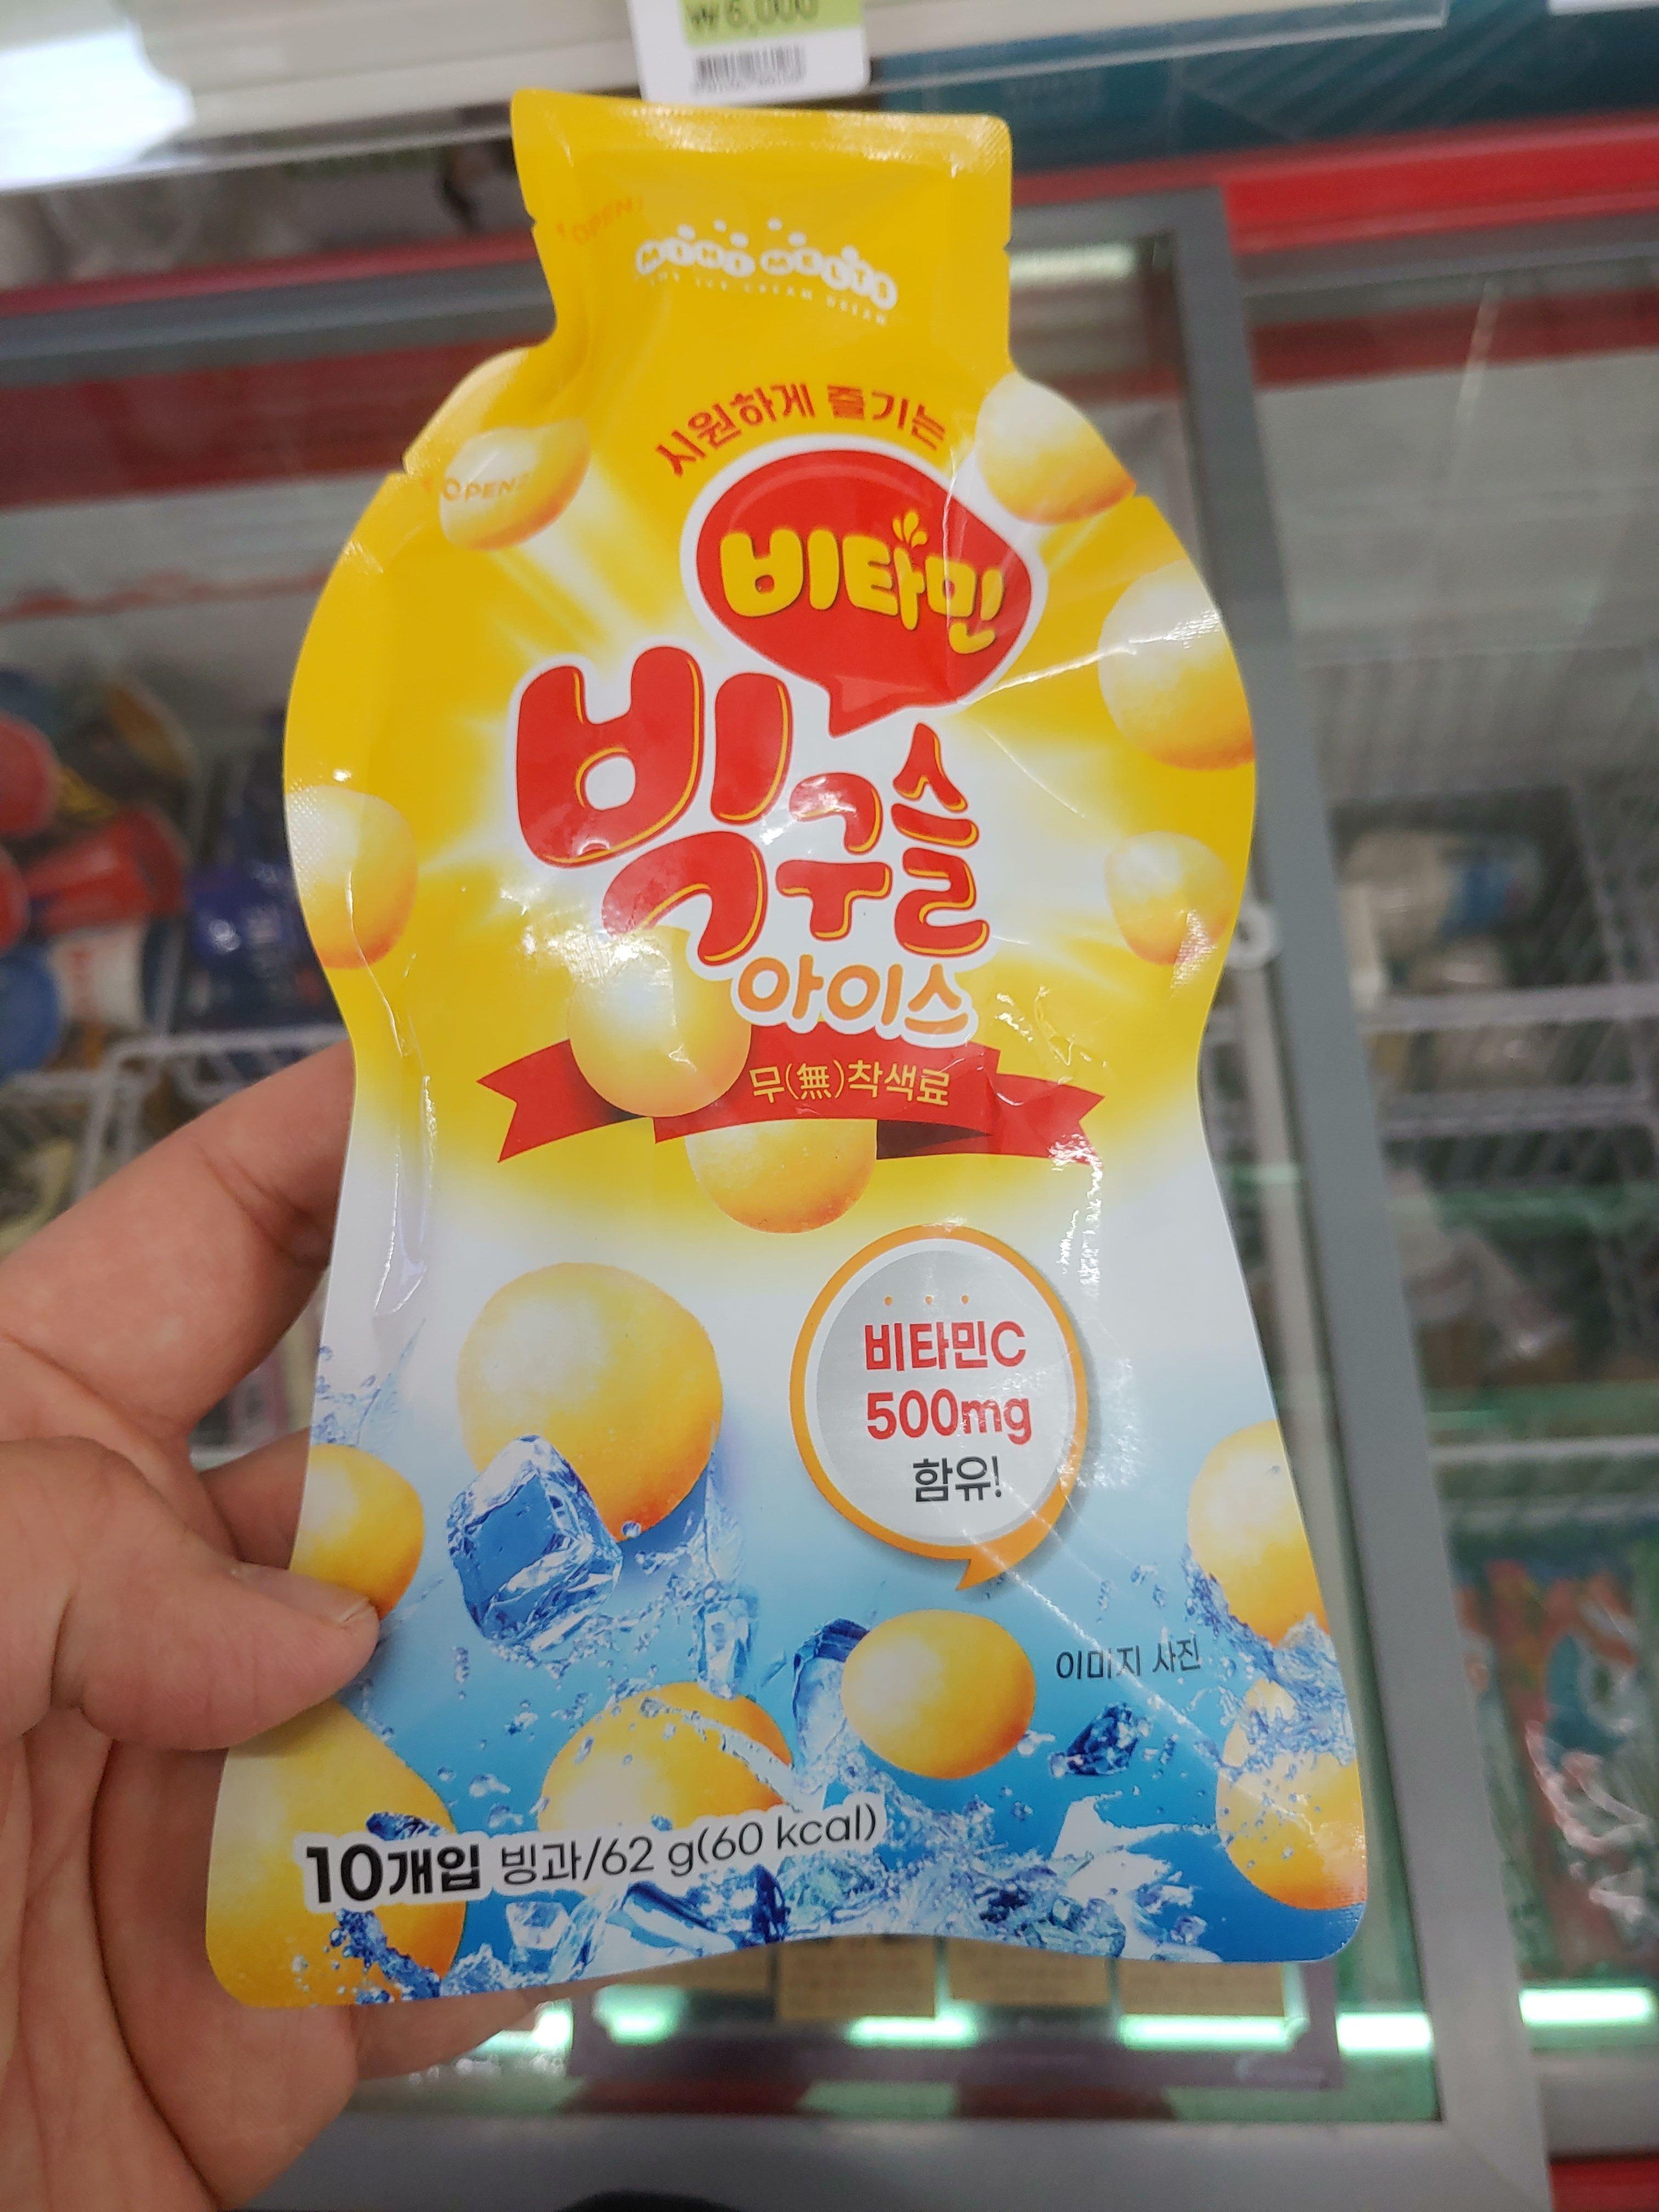 ₩6,000
OPEN1
MINI MELTS
THE ICE CREAM DREAM
시원하게 즐기는
OPEN2
비타민
빅구슬
아이스
무(無)착색료
비타민C
500mg
함유!
이미지 사진
10개입 빙과/62 g(60 kcal)